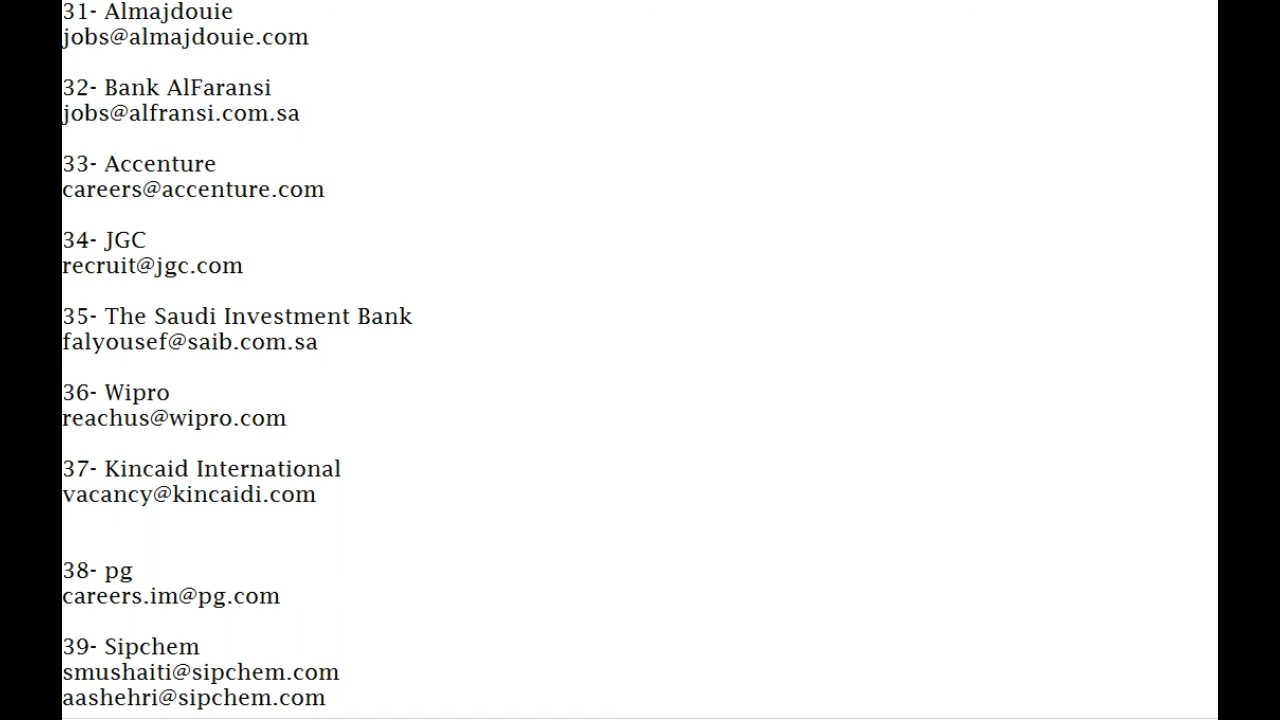 31- Almajdouie
jobs@almajdouie.com
32- Bank AlFaransi
jobs@alfransi.com.sa
33- Accenture
careers@accenture.com
34- JGC
recruit@jgc.com
35- The Saudi Investment Bank
falyousef@saib.com.sa
36- Wipro
reachus@wipro.com
37- Kincaid International
vacancy@kincaidi.com
38- pg
careers.im@pg.com
39- Sipchem
smushaiti@sipchem.com
aashehri@sipchem.com